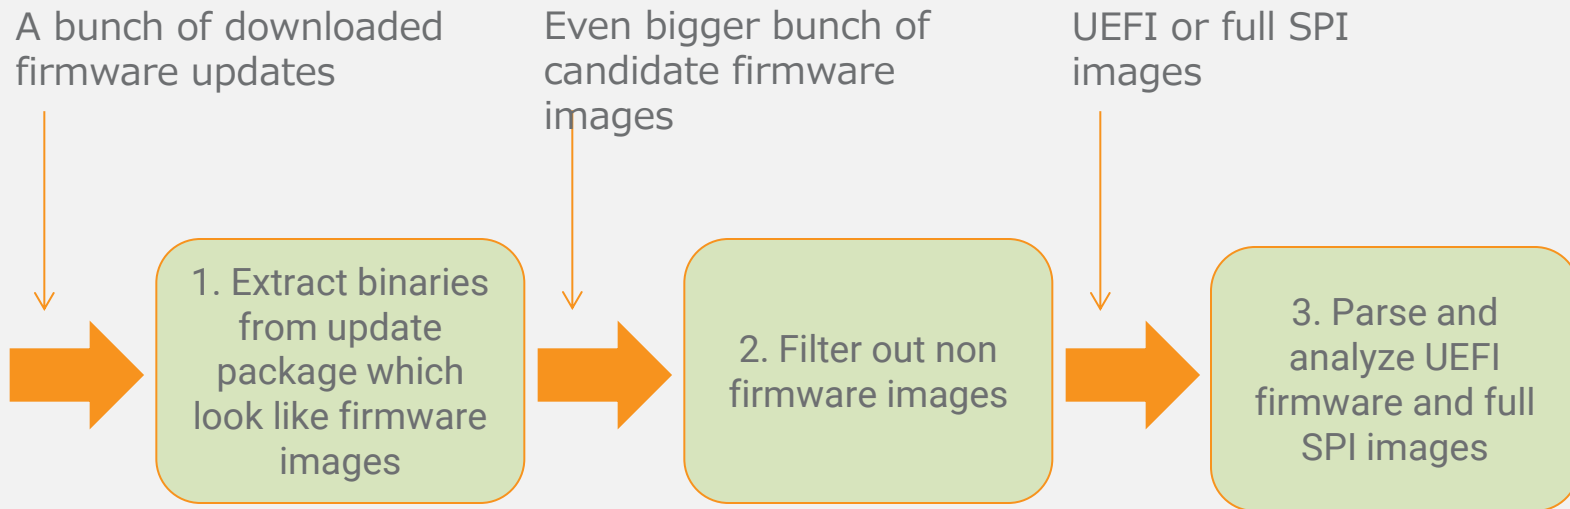 A bunch of downloaded
firmware updates
Even bigger bunch of
candidate firmware
images
UEFI or full SPI
images
1. Extract binaries
from update
package which
look like firmware
images
2. Filter out non
firmware images
3. Parse and
analyze UEFI
firmware and full
SPI images